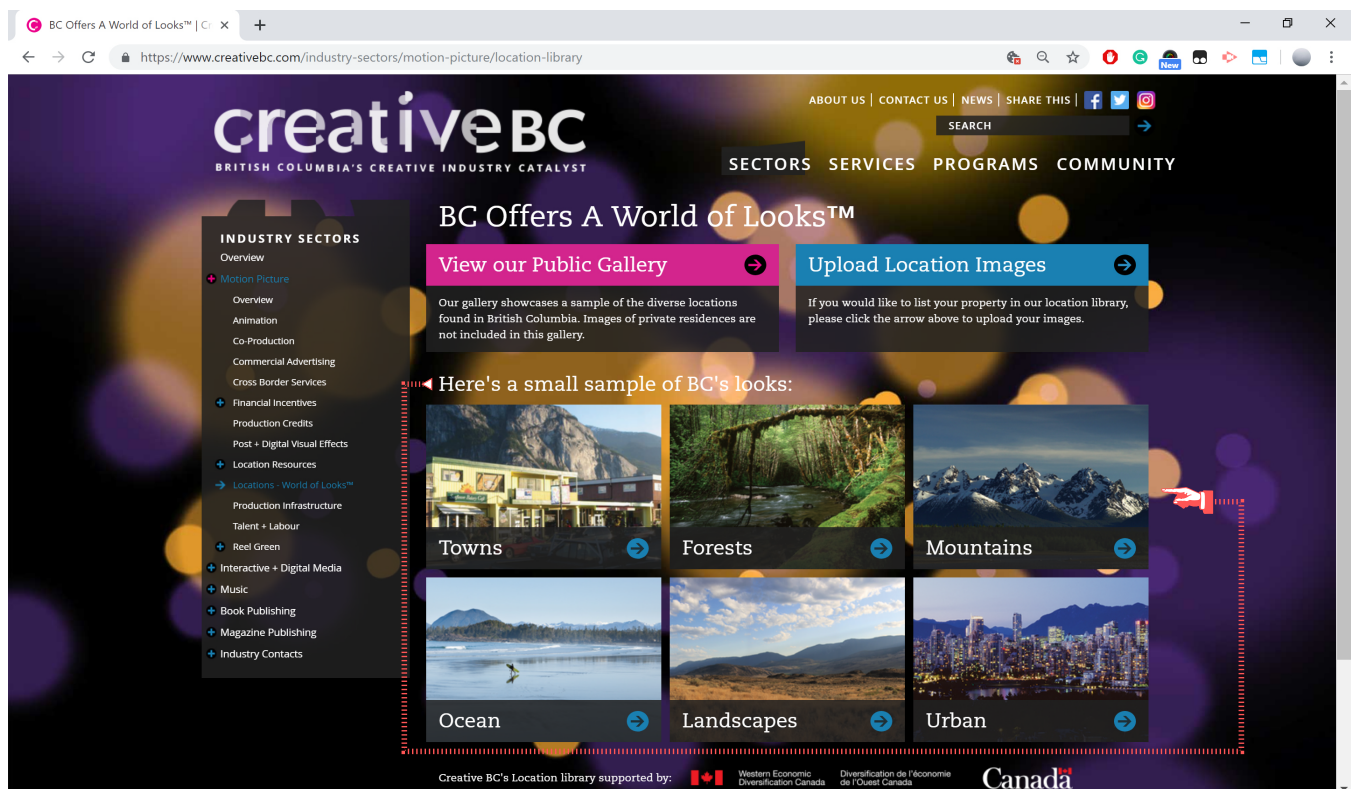 BC Offers A World of Looks™ | Cr
https://www.creativebc.com/industry-sectors/motion-picture/location-library
New
creativeBC
BRITISH COLUMBIA'S CREATIVE INDUSTRY CATALYST
ABOUT US | CONTACT US | NEWS | SHARE THIS |
SEARCH
SECTORS SERVICES PROGRAMS COMMUNITY
INDUSTRY SECTORS
Overview
Motion Picture
Overview
Animation
Co-Production
Commercial Advertising
Cross Border Services
Financial Incentives
Production Credits
Post + Digital Visual Effects
Location Resources
Locations - World of Looks™
Production Infrastructure
Talent + Labour
Reel Green
Interactive + Digital Media
Music
Book Publishing
Magazine Publishing
Industry Contacts
BC Offers A World of Looks™
View our Public Gallery
Our gallery showcases a sample of the diverse locations
found in British Columbia. Images of private residences are
not included in this gallery.
Upload Location Images
If you would like to list your property in our location library,
please click the arrow above to upload your images.
Here's a small sample of BC's looks:
Towns
Forests
Mountains
Ocean
Landscapes
Urban
Creative BC's Location library supported by:
Western Economic
Diversification Canada
Diversification de l'économie
de l'Ouest Canada
Canada